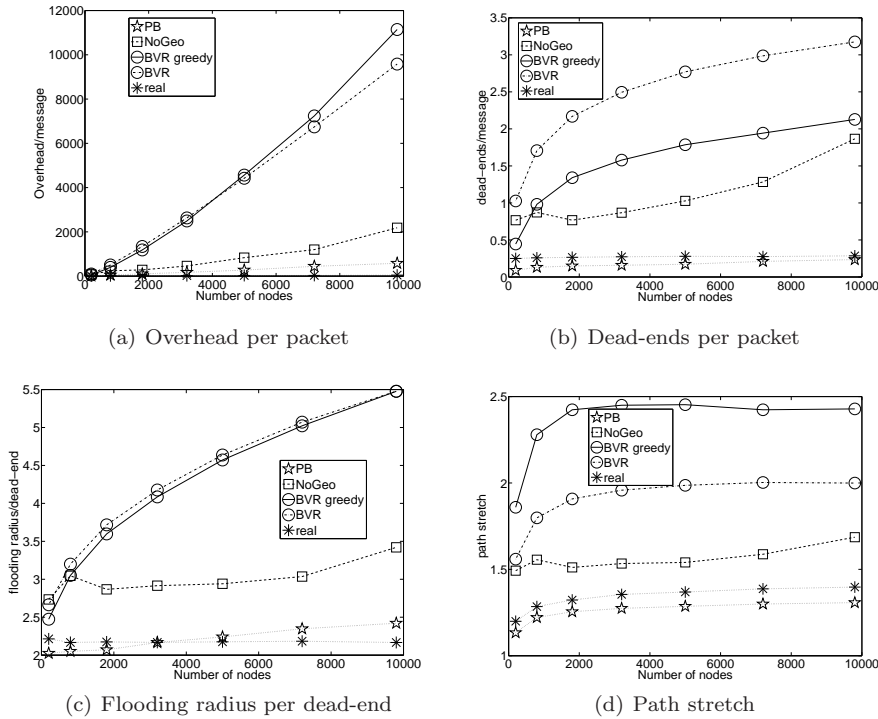 12000
10000
8000
6000
4000
2000
0
0 2000 4000 6000 8000 10000
Number of nodes
Overhead/message
PB
NoGeo
BVR greedy
BVR
real
(a) Overhead per packet
3.5
3
2.5
2
1.5
1
0.5
0
0 2000 4000 6000 8000 10000
Number of nodes
dead−ends/message
PB
NoGeo
BVR greedy
BVR
real
(b) Dead-ends per packet
5.5
5
4.5
4
3.5
3
2.5
2
0 2000 4000 6000 8000 10000
Number of nodes
flooding radius/dead−end
PB
NoGeo
BVR greedy
BVR
real
(c) Flooding radius per dead-end
2.5
2
1.5
1
0 2000 4000 6000 8000 10000
Number of nodes
path stretch
PB
NoGeo
BVR greedy
BVR
real
(d) Path stretch